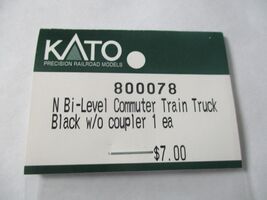 KATO
PRECISION RAILROAD MODELS
800078
N Bi-Level Commuter Train Truck
Black w/o coupler 1 ea
$7.00